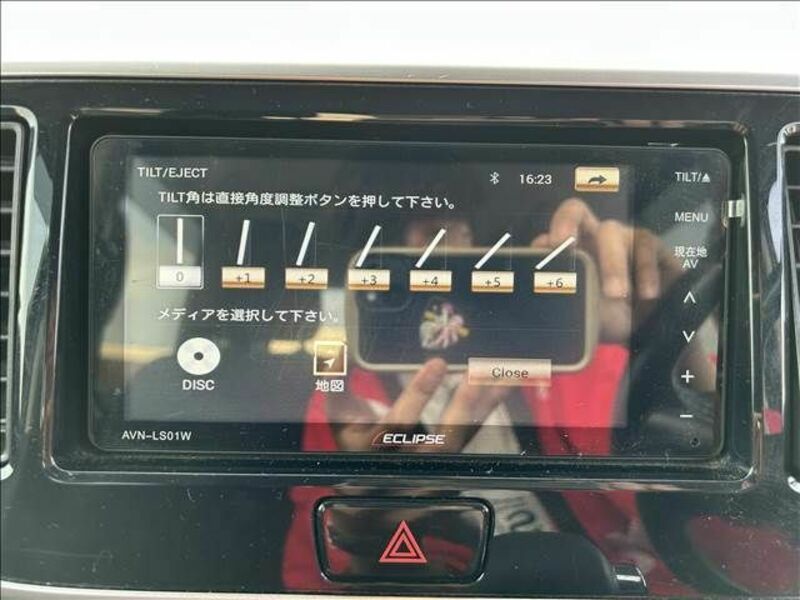 TILT/EJECT
16:23
TILT/▲
TILT角は直接角度調整ボタンを押して下さい。
MENU
0 +1 +2 +3 +4 +5 +6
現在地
AV
メディアを選択して下さい。
DISC
地図
Close
+
−
AVN-LS01W
ECLIPSE